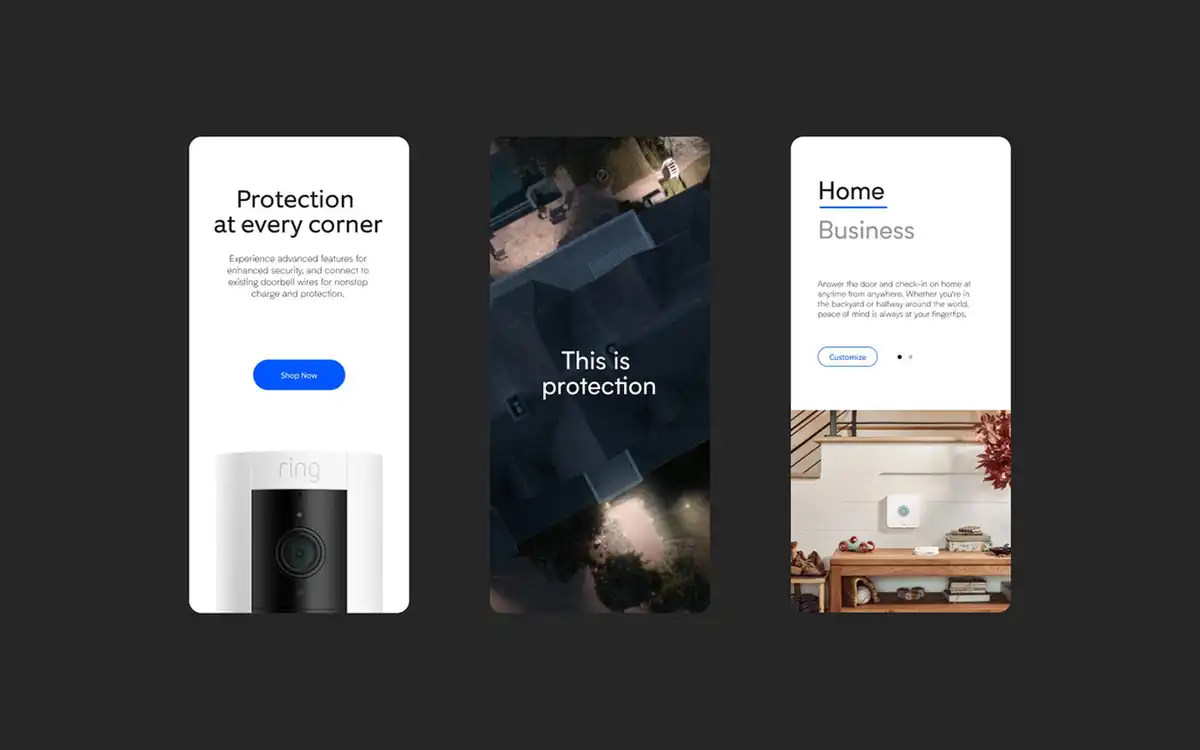 Protection
at every corner
Experience advanced features for
enhanced security, and connect to
existing doorbell wires for nonstop
charge and protection.
Shop Now
ring
This is
protection
Home
Business
Answer the door and check-in on home at
anytime from anywhere. Whether you're in
the backyard or halfway around the world,
peace of mind is always at your fingertips.
Customize